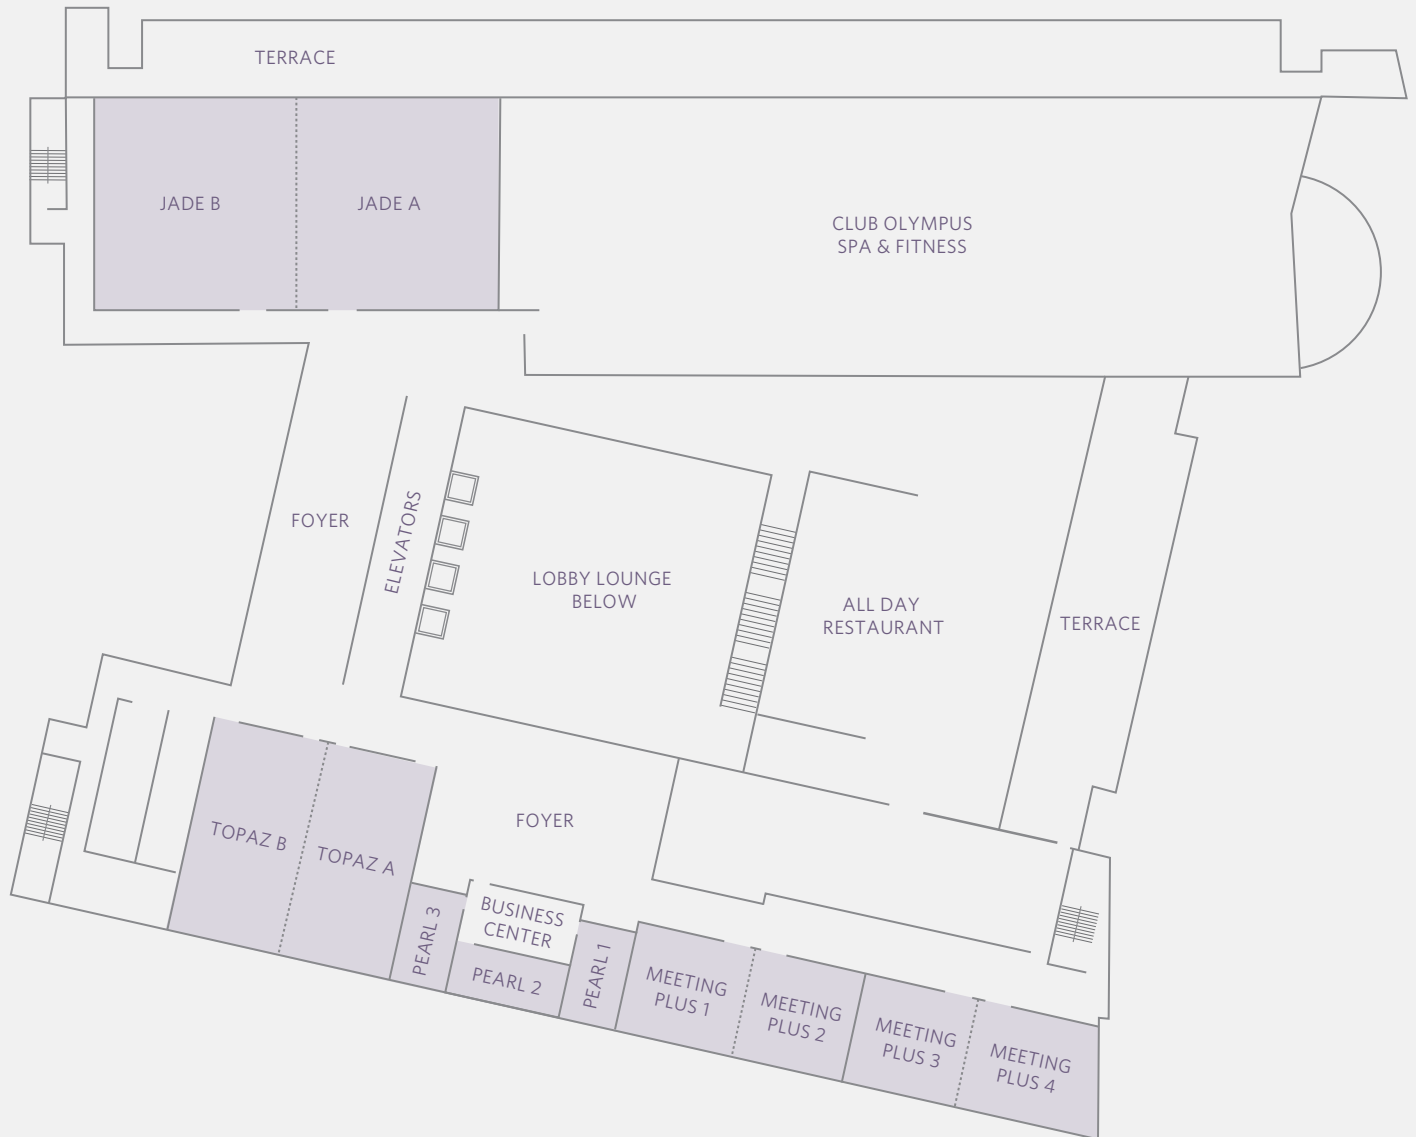 TERRACE
JADE B
JADE A
CLUB OLYMPUS
SPA & FITNESS
FOYER
ELEVATORS
LOBBY LOUNGE
BELOW
ALL DAY
RESTAURANT
TERRACE
TOPAZ B
TOPAZ A
FOYER
PEARL 3
BUSINESS
CENTER
PEARL 2
PEARL 1
MEETING
PLUS 1
MEETING
PLUS 2
MEETING
PLUS 3
MEETING
PLUS 4